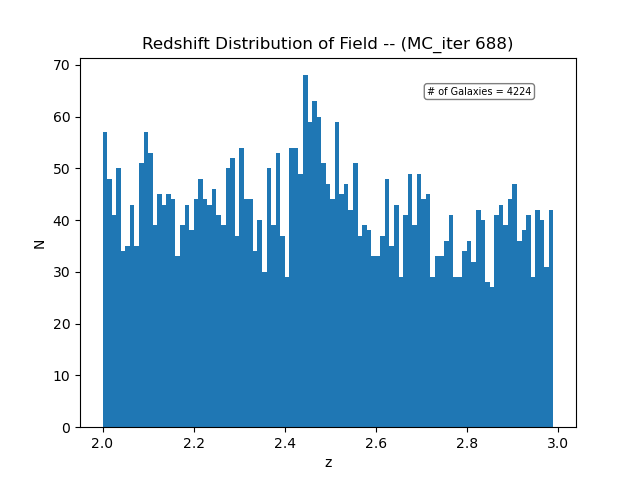 Redshift Distribution of Field -- (MC_iter 688)
# of Galaxies = 4224
N
70
60
50
40
30
20
10
0
2.0 2.2 2.4 2.6 2.8 3.0
z